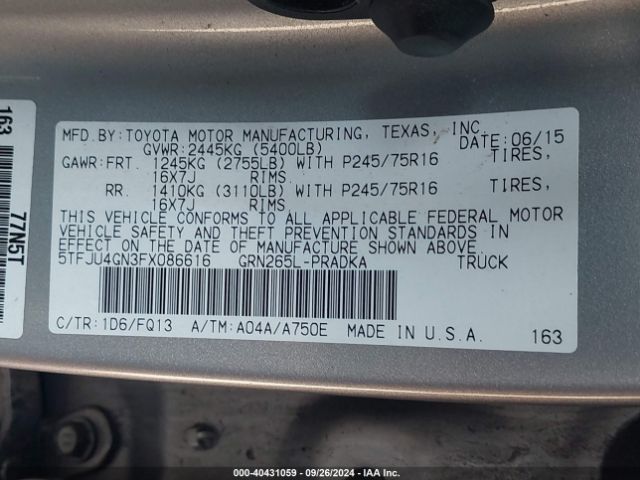 MFD.BY:TOYOTA MOTOR MANUFACTURING, TEXAS, INC.
GVWR:2445KG (5400LB) DATE:06/15
GAWR:FRT. 1245KG (2755LB) WITH P245/75R16 TIRES,
16X7J RIMS
RR. 1410KG (3110LB) WITH P245/75R16 TIRES,
16X7J RIMS
THIS VEHICLE CONFORMS TO ALL APPLICABLE FEDERAL MOTOR
VEHICLE SAFETY AND THEFT PREVENTION STANDARDS IN
EFFECT ON THE DATE OF MANUFACTURE SHOWN ABOVE.
5TFJU4GN3FX086616 GRN265L-PRADKA TRUCK
C/TR:1D6/FQ13 A/TM:A04A/A750E MADE IN U.S.A. 163
163
77N5T
000-40431059 - 09/26/2024 - IAA Inc.